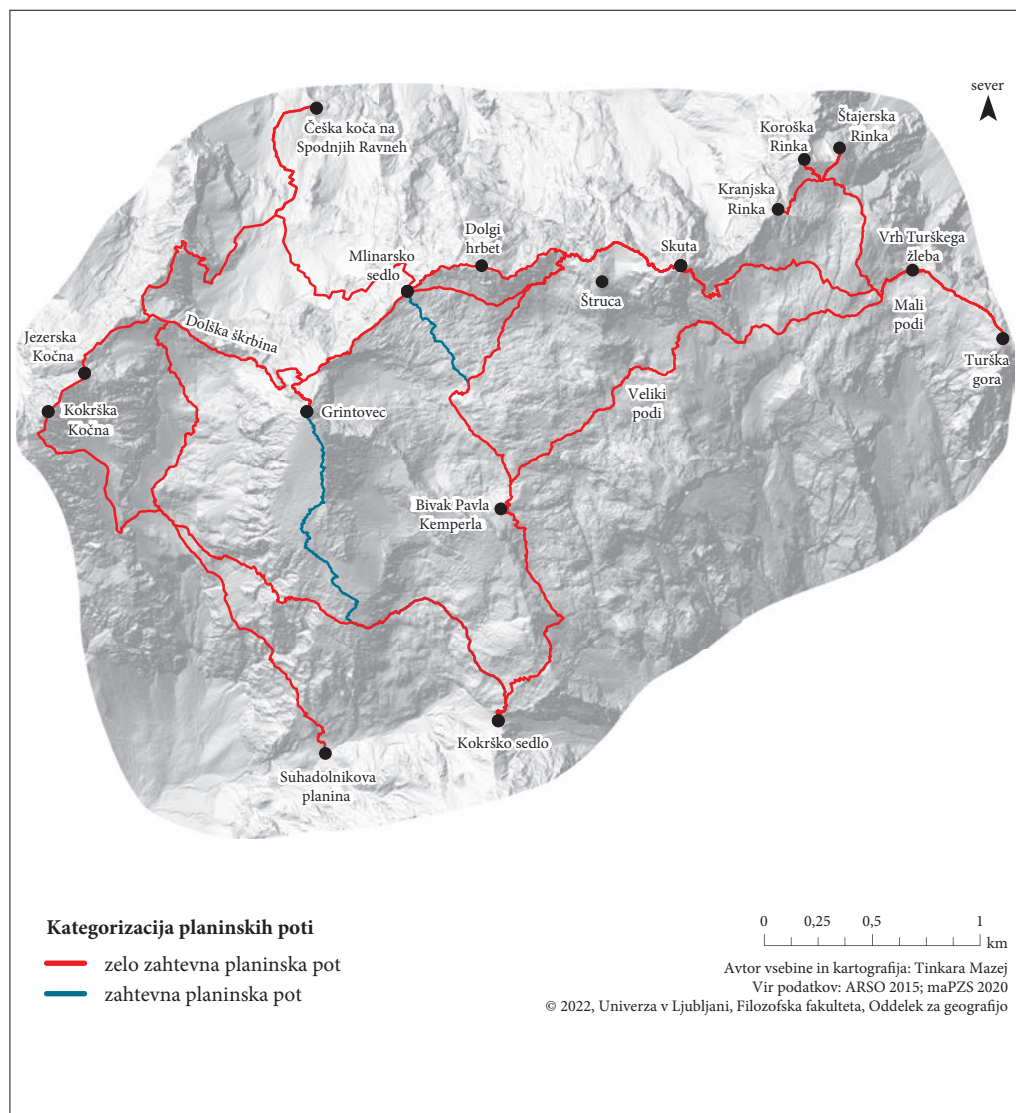 sever
Češka koča na
Spodnjih Ravneh
Koroška
Rinka
Štajerska
Rinka
Kranjska
Rinka
Dolgi
hrbet
Skuta
Vrh Turškega
žleba
Mlinarsko
sedlo
Štruca
Mali
podi
Dolška škrbina
Jezerska
Kočna
Turška
gora
Kokrška
Kočna
Grintovec
Veliki
podi
Bivak Pavla
Kemperla
Kokrško sedlo
Suhadolnikova
planina
Kategorizacija planinskih poti
zelo zahtevna planinska pot
zahtevna planinska pot
0 0,25 0,5 1
km
Avtor vsebine in kartografija: Tinkara Mazej
Vir podatkov: ARSO 2015; maPZS 2020
© 2022, Univerza v Ljubljani, Filozofska fakulteta, Oddelek za geografijo